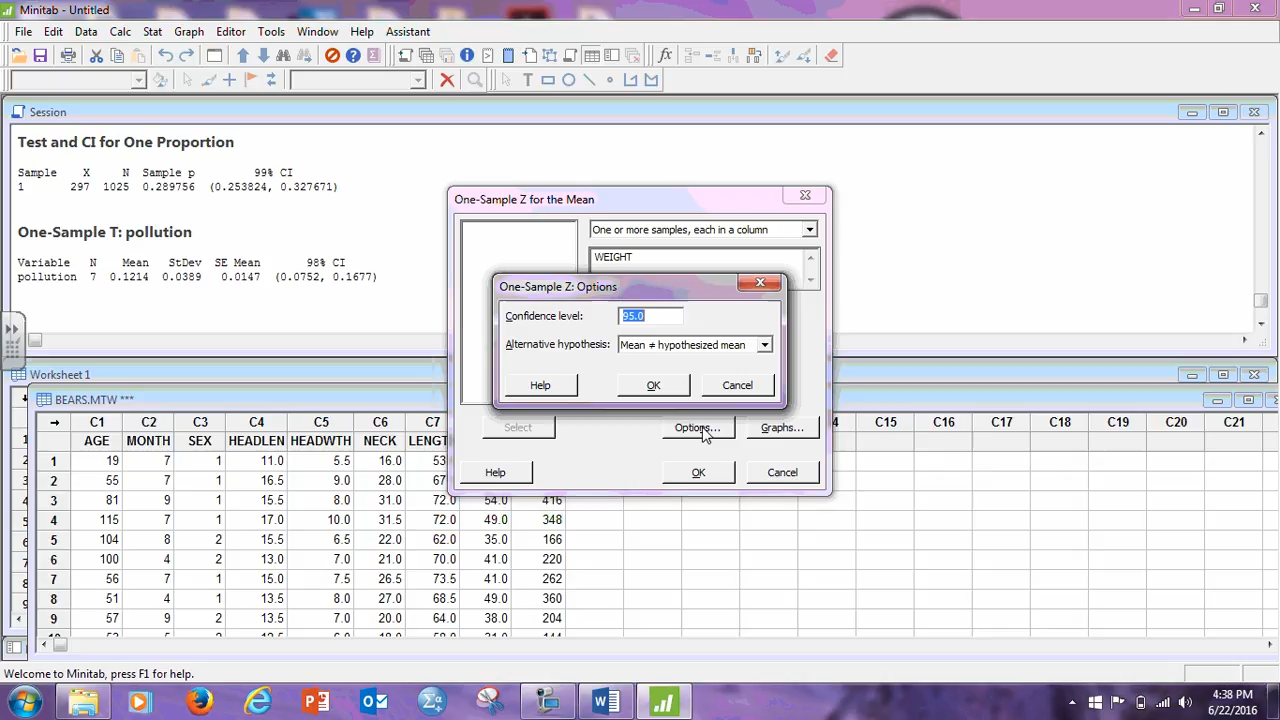 Minitab - Untitled
File Edit Data Calc Stat Graph Editor Tools Window Help Assistant
Session
Test and CI for One Proportion
Sample X N Sample p 99% CI
1 297 1025 0.289756 (0.253824, 0.327671)
One-Sample T: pollution
Variable N Mean StDev SE Mean 98% CI
pollution 7 0.1214 0.0389 0.0147 (0.0752, 0.1677)
One-Sample Z for the Mean
One or more samples, each in a column
WEIGHT
One-Sample Z: Options
Confidence level: 95.0
Alternative hypothesis: Mean ≠ hypothesized mean
Help OK Cancel
Select Options... Graphs...
Help OK Cancel
Worksheet 1
BEARS.MTW ***
C1 C2 C3 C4 C5 C6 C7 4 C15 C16 C17 C18 C19 C20 C21
AGE MONTH SEX HEADLEN HEADWTH NECK LENGT
1 19 7 1 11.0 5.5 16.0 53
2 55 7 1 16.5 9.0 28.0 67
3 81 9 1 15.5 8.0 31.0 72.0 54.0 416
4 115 7 1 17.0 10.0 31.5 72.0 49.0 348
5 104 8 2 15.5 6.5 22.0 62.0 35.0 166
6 100 4 2 13.0 7.0 21.0 70.0 41.0 220
7 56 7 1 15.0 7.5 26.5 73.5 41.0 262
8 51 4 1 13.5 8.0 27.0 68.5 49.0 360
9 57 9 2 13.5 7.0 20.0 64.0 38.0 204
Welcome to Minitab, press F1 for help.
4:38 PM
6/22/2016